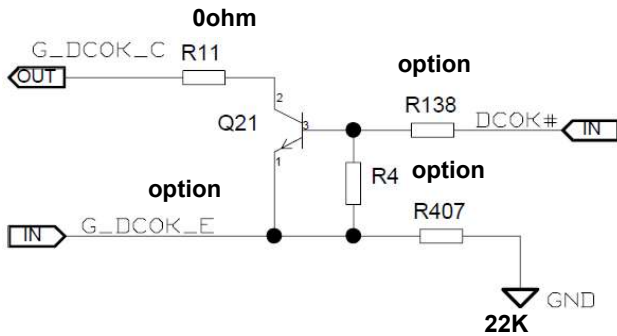 0ohm
G_DCOK_C
R11
OUT
option
R138
2
Q21
3
DCOK#
IN
1
R4
option
option
R407
IN
G_DCOK_E
GND
22K